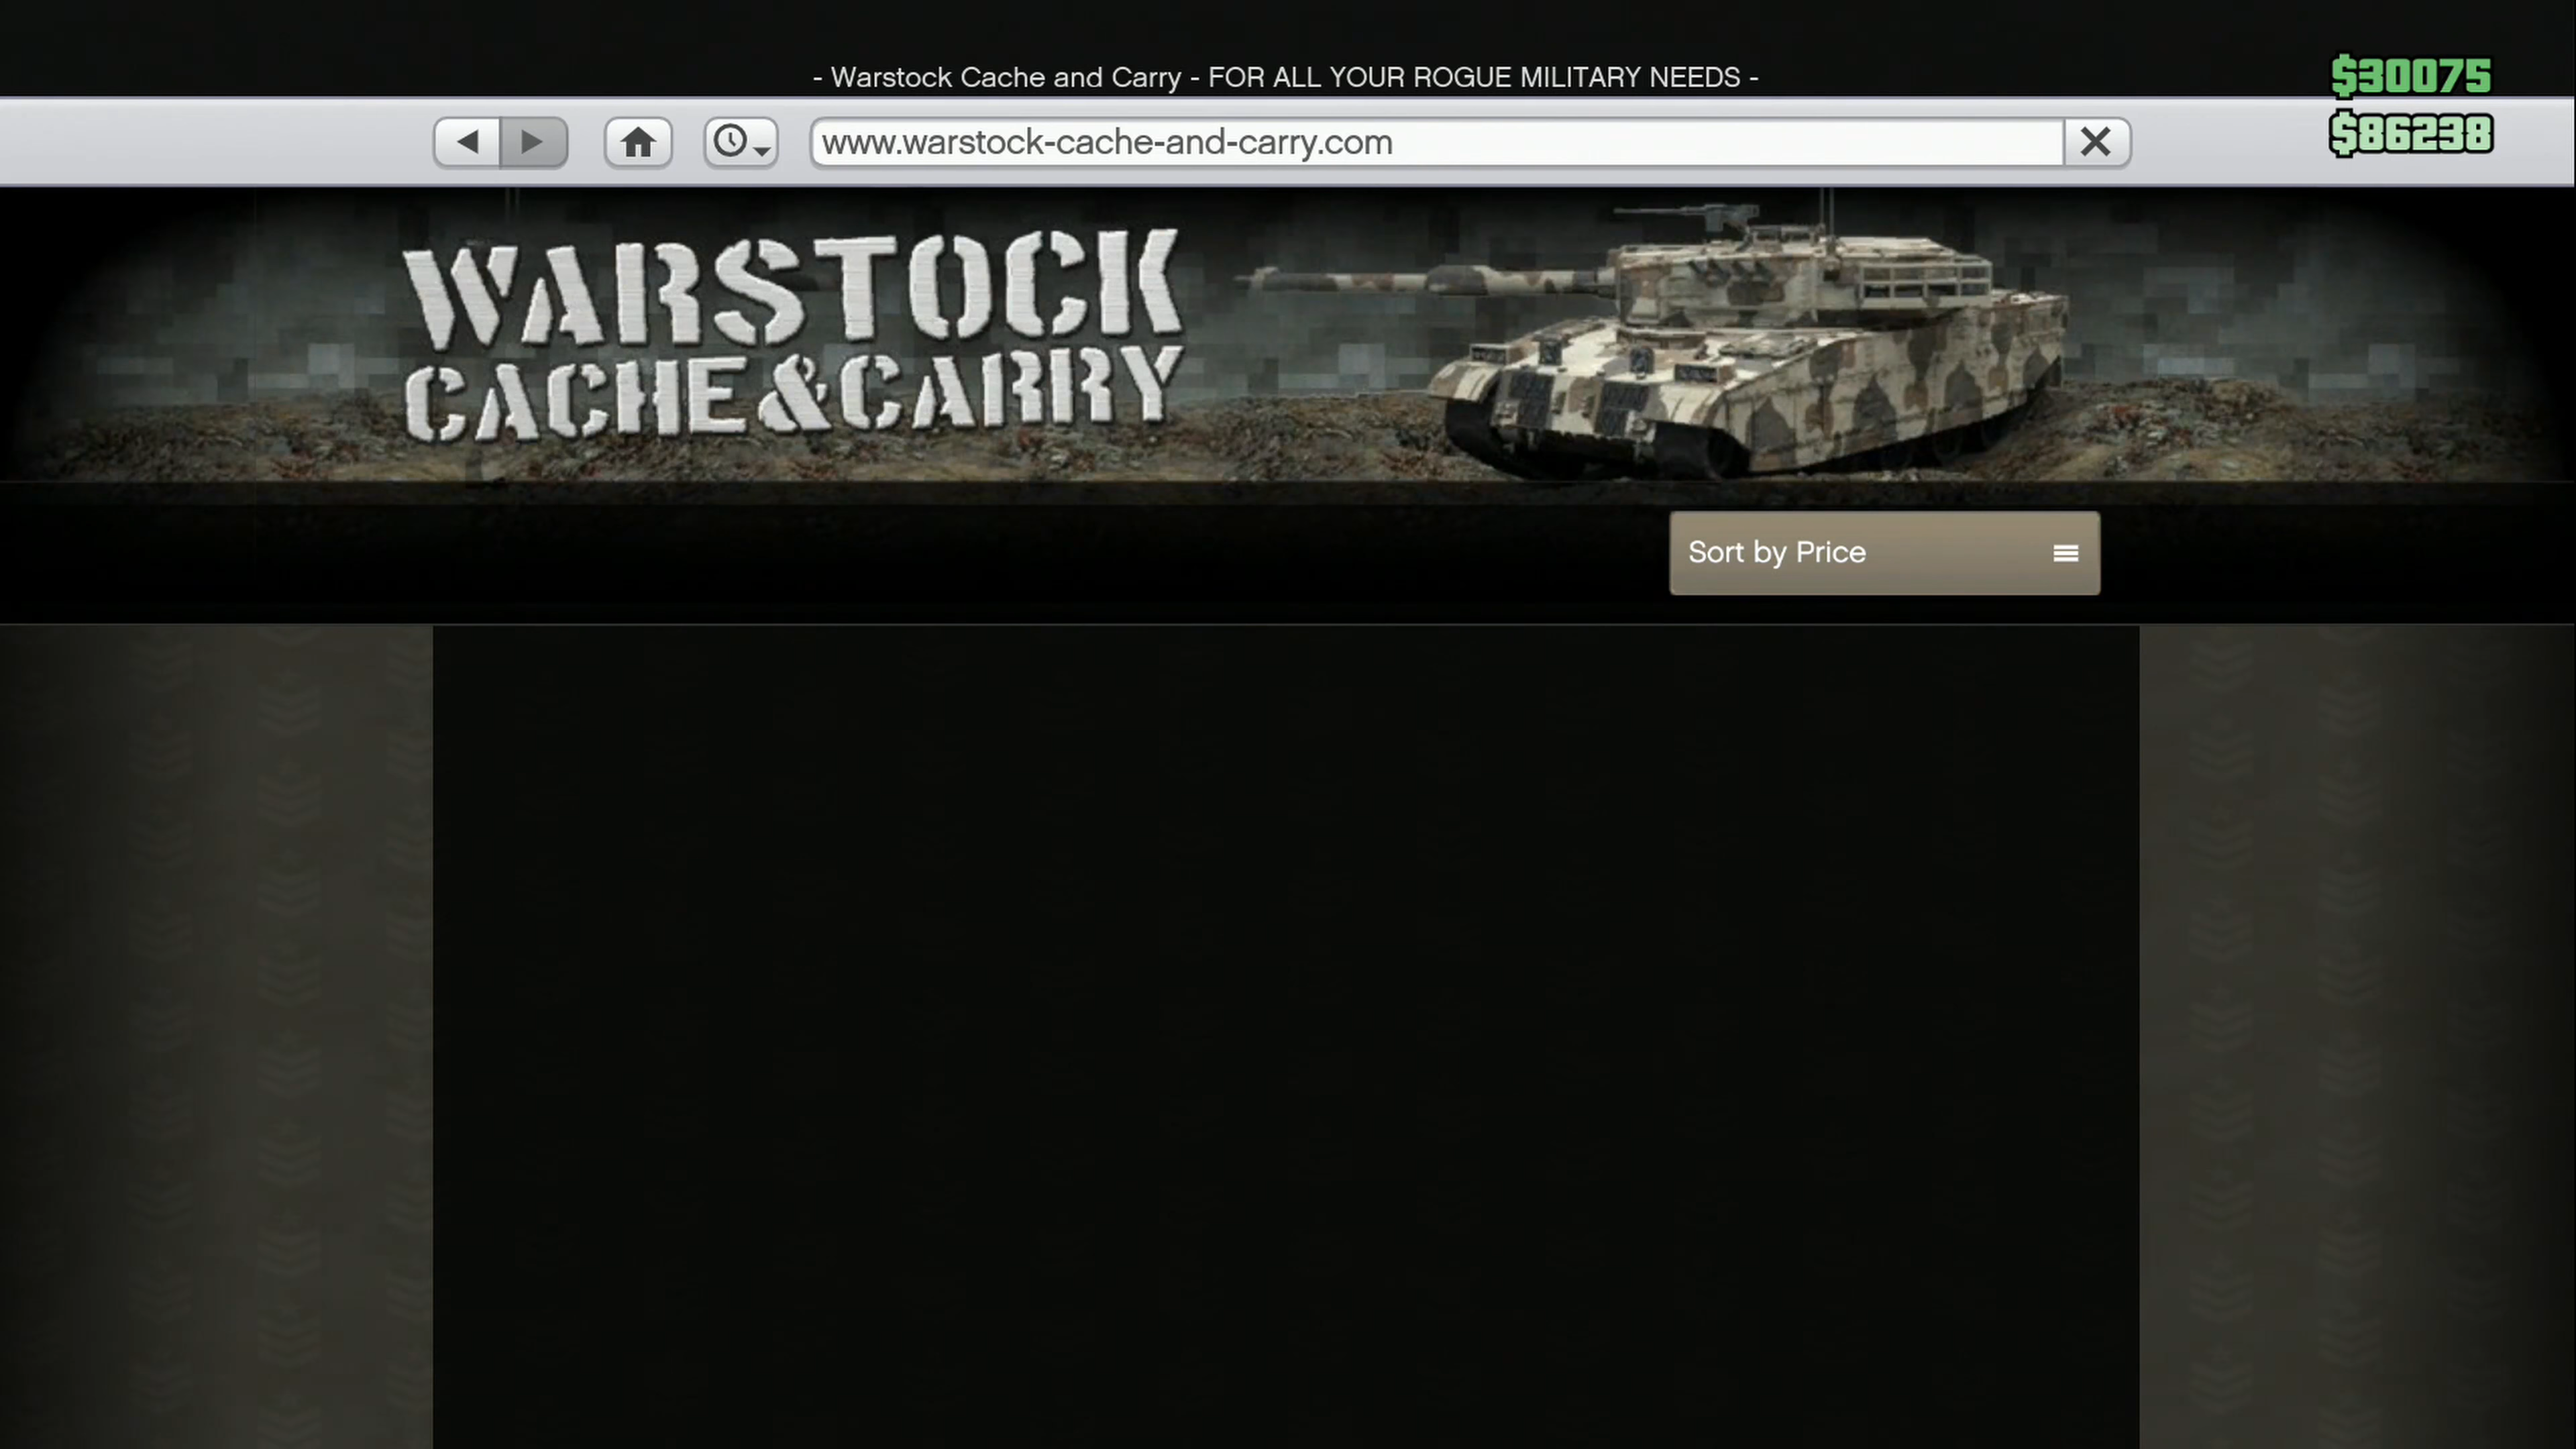 - Warstock Cache and Carry - FOR ALL YOUR ROGUE MILITARY NEEDS -
$30075
www.warstock-cache-and-carry.com
$86238
WARSTOCK
CACHE&CARRY
Sort by Price